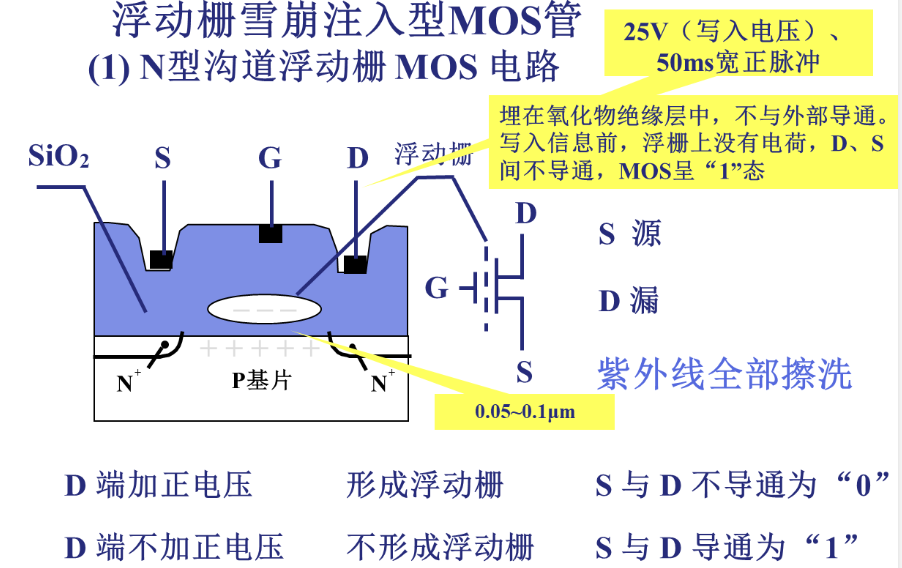 浮动栅雪崩注入型MOS管
(1) N型沟道浮动栅 MOS 电路
25V（写入电压）、
50ms宽正脉冲
埋在氧化物绝缘层中，不与外部导通。
写入信息前，浮栅上没有电荷，D、S
间不导通，MOS呈“1”态
SiO2 S G D 浮动栅
D
S 源
G
D 漏
S
紫外线全部擦洗
- - - -
+ + + + +
N+ P基片 N+
0.05~0.1μm
D 端加正电压 形成浮动栅 S 与 D 不导通为“0”
D 端不加正电压 不形成浮动栅 S 与 D 导通为“1”